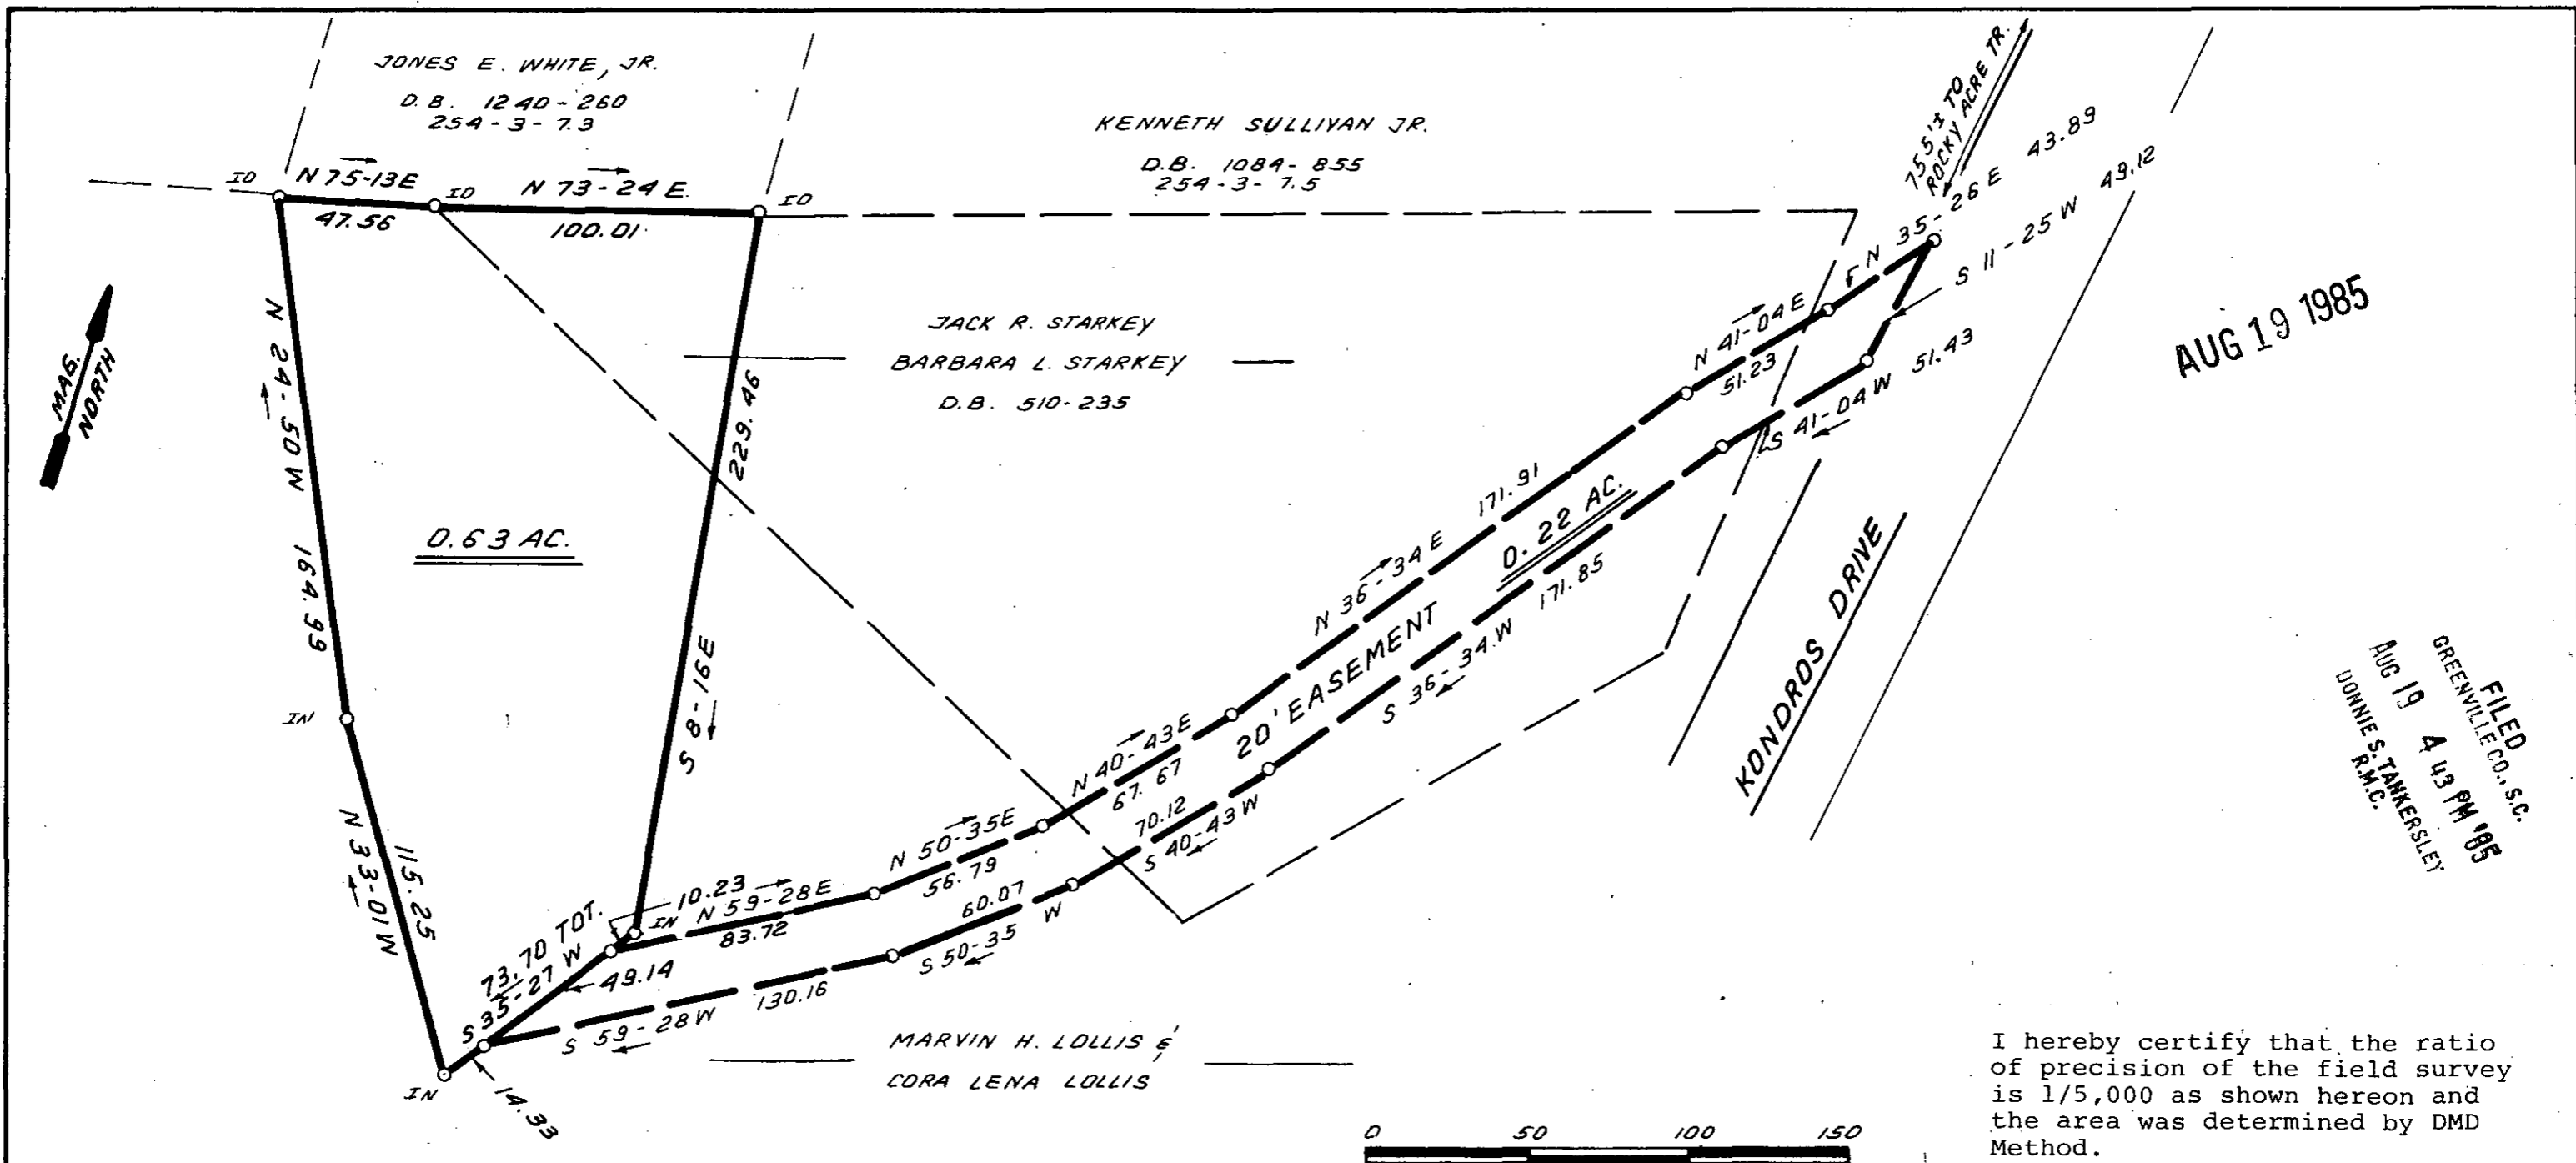 JONES E. WHITE, JR.
D.B. 1240-260
254-3-7.3
KENNETH SULLIVAN JR.
D.B. 1084-855
254-3-7.5
755'± TO
ROCKY ACRE TR.
IO
N 75-13E
47.56
IO
N 73-24 E.
100.01
IO
N 35-26 E 43.89
S 11-25 W 49.12
N 41-04 E
51.23
S 41-04 W 51.43
AUG 19 1985
MAG.
NORTH
N 24-50 W 164.99
JACK R. STARKEY
BARBARA L. STARKEY
D.B. 510-235
229.46
S 8-19E
0.63 AC.
171.91
N 36-34 E
0.22 AC.
171.85
S 36-34 W
20' EASEMENT
KONDROS DRIVE
FILED
GREENVILLE CO., S.C.
AUG 19 4 43 PM '85
DONNIE S. TANKERSLEY
R.M.C.
IN
N 33-01W
115.25
N 40-43E
67.67
70.12
S 40-43 W
N 50-35E
56.79
60.07
S 50-35 W
10.23
IN
N 59-28E
83.72
73.70 TOT.
S 35-27 W
49.14
130.16
S 59-28W
IN
14.33
MARVIN H. LOLLIS &
CORA LENA LOLLIS
0 50 100 150
I hereby certify that the ratio
of precision of the field survey
is 1/5,000 as shown hereon and
the area was determined by DMD
Method.